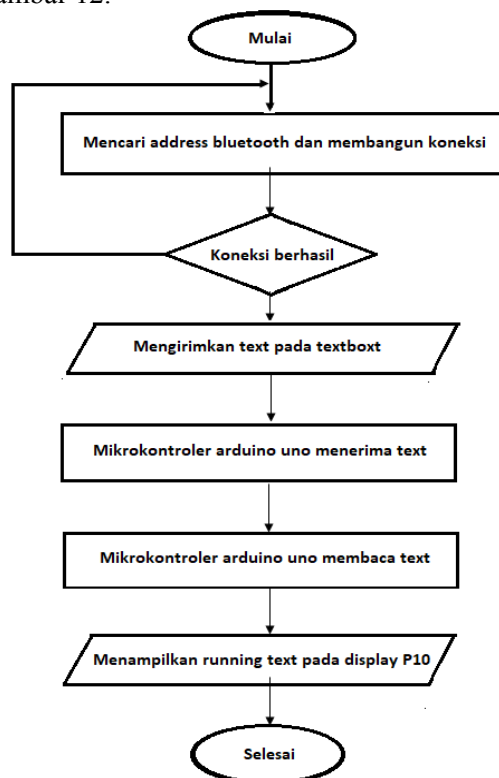 Mulai
Mencari address bluetooth dan membangun koneksi
Koneksi berhasil
Mengirimkan text pada textboxt
Mikrokontroler arduino uno menerima text
Mikrokontroler arduino uno membaca text
Menampilkan running text pada display P10
Selesai